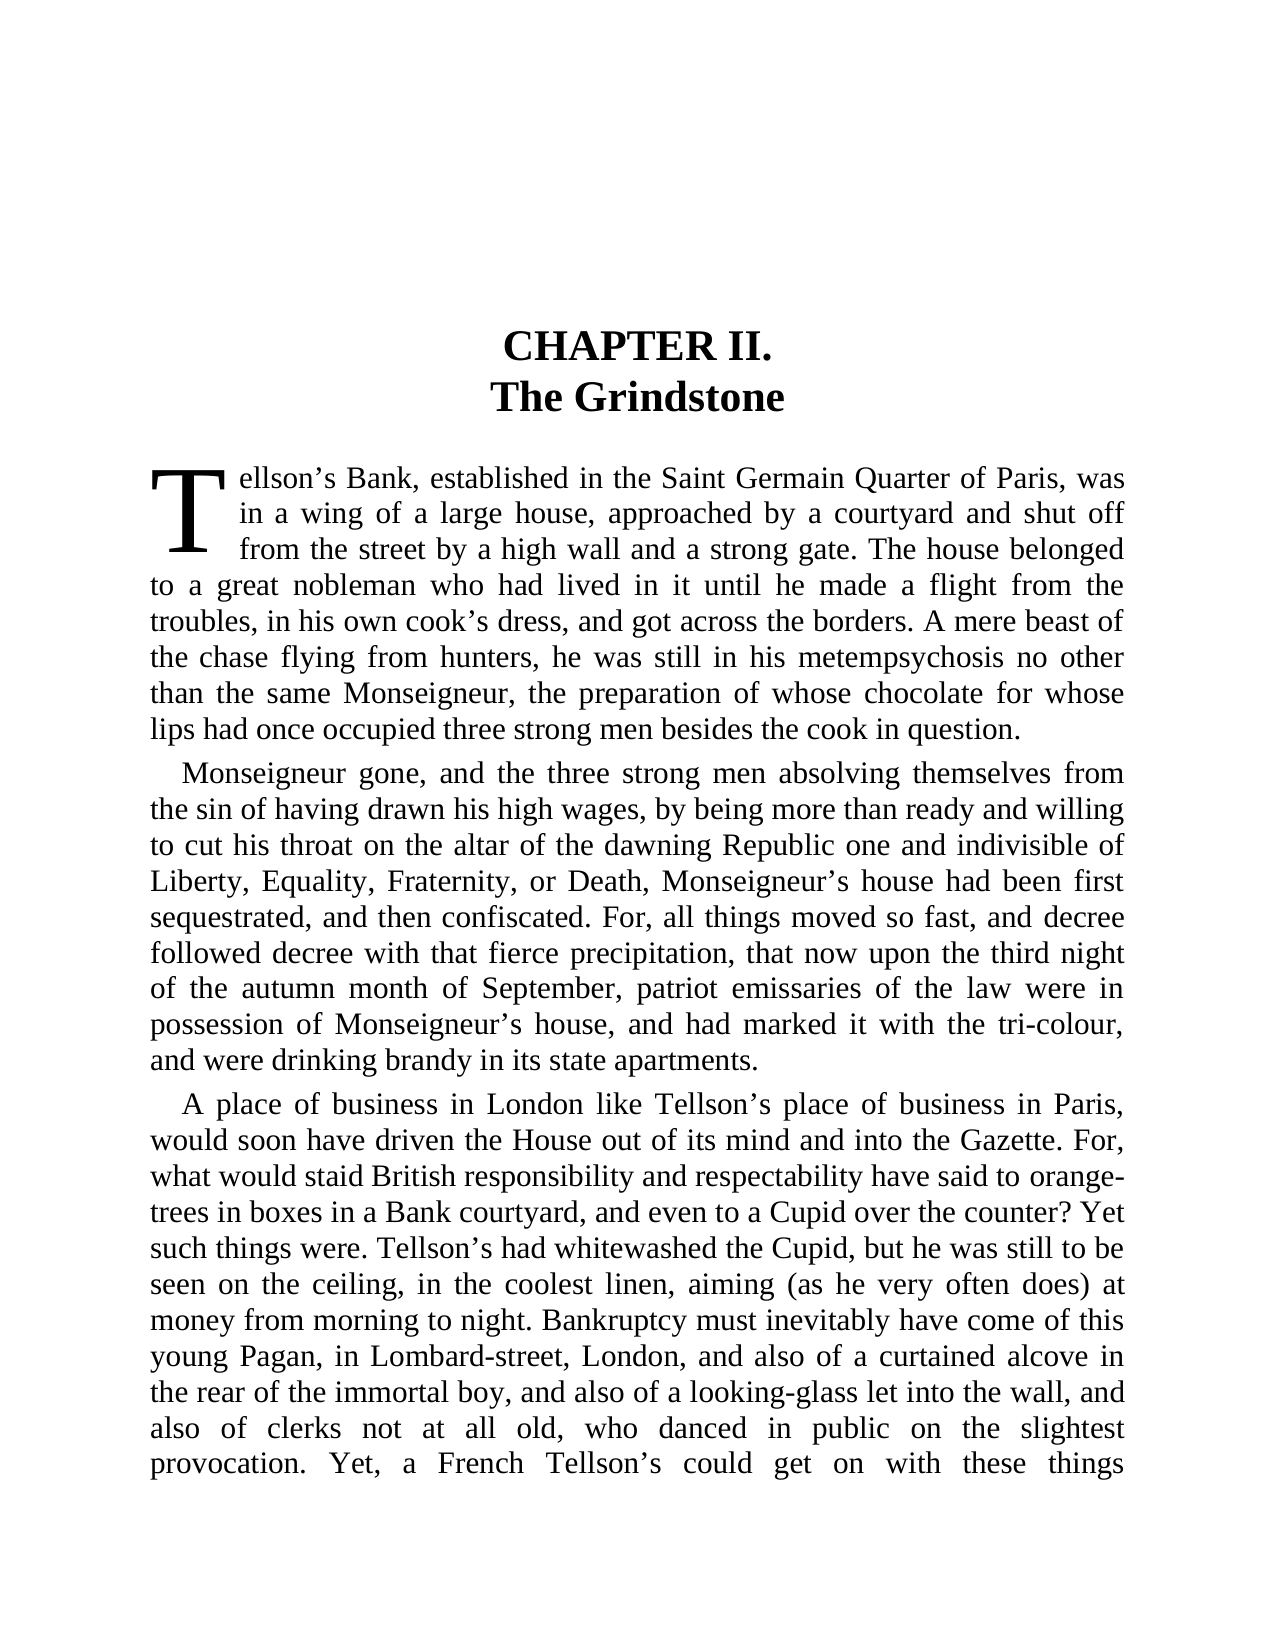 CHAPTER II.
The Grindstone
Tellson’s Bank, established in the Saint Germain Quarter of Paris, was
in a wing of a large house, approached by a courtyard and shut off
from the street by a high wall and a strong gate. The house belonged
to a great nobleman who had lived in it until he made a flight from the
troubles, in his own cook’s dress, and got across the borders. A mere beast of
the chase flying from hunters, he was still in his metempsychosis no other
than the same Monseigneur, the preparation of whose chocolate for whose
lips had once occupied three strong men besides the cook in question.
Monseigneur gone, and the three strong men absolving themselves from
the sin of having drawn his high wages, by being more than ready and willing
to cut his throat on the altar of the dawning Republic one and indivisible of
Liberty, Equality, Fraternity, or Death, Monseigneur’s house had been first
sequestrated, and then confiscated. For, all things moved so fast, and decree
followed decree with that fierce precipitation, that now upon the third night
of the autumn month of September, patriot emissaries of the law were in
possession of Monseigneur’s house, and had marked it with the tri-colour,
and were drinking brandy in its state apartments.
A place of business in London like Tellson’s place of business in Paris,
would soon have driven the House out of its mind and into the Gazette. For,
what would staid British responsibility and respectability have said to orange-
trees in boxes in a Bank courtyard, and even to a Cupid over the counter? Yet
such things were. Tellson’s had whitewashed the Cupid, but he was still to be
seen on the ceiling, in the coolest linen, aiming (as he very often does) at
money from morning to night. Bankruptcy must inevitably have come of this
young Pagan, in Lombard-street, London, and also of a curtained alcove in
the rear of the immortal boy, and also of a looking-glass let into the wall, and
also of clerks not at all old, who danced in public on the slightest
provocation. Yet, a French Tellson’s could get on with these things